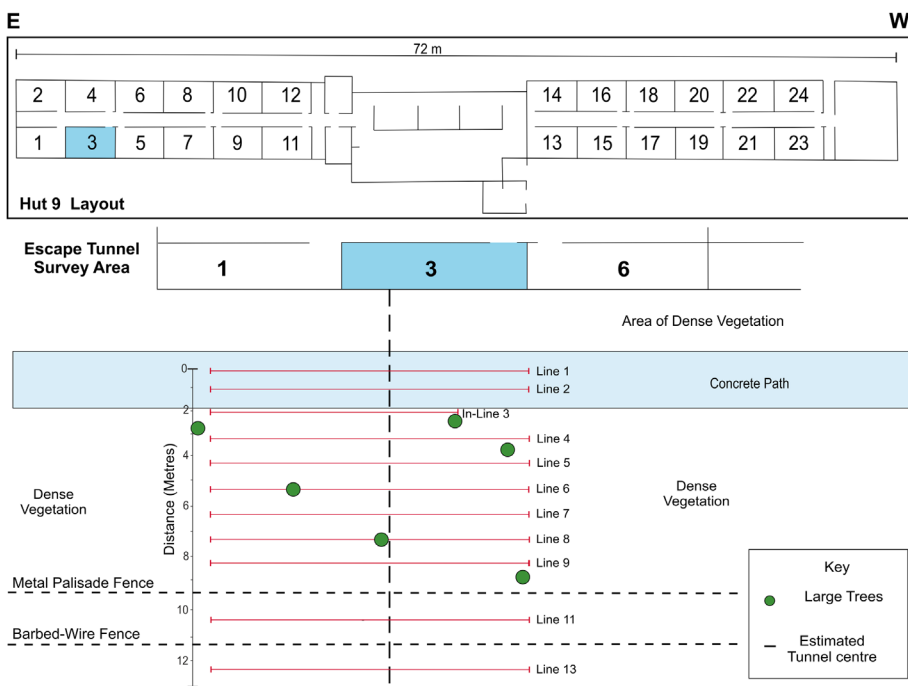 E W
72 m
2 4 6 8 10 12 14 16 18 20 22 24
1 3 5 7 9 11 13 15 17 19 21 23
Hut 9 Layout
Escape Tunnel
Survey Area
1 3 6
Area of Dense Vegetation
0
Line 1
Line 2
Concrete Path
2
In-Line 3
Line 4
4
Line 5
Line 6
6
Line 7
Line 8
8
Line 9
Distance (Metres)
Dense
Vegetation
Dense
Vegetation
Metal Palisade Fence
10
Line 11
Barbed-Wire Fence
12
Line 13
Key
Large Trees
Estimated
Tunnel centre